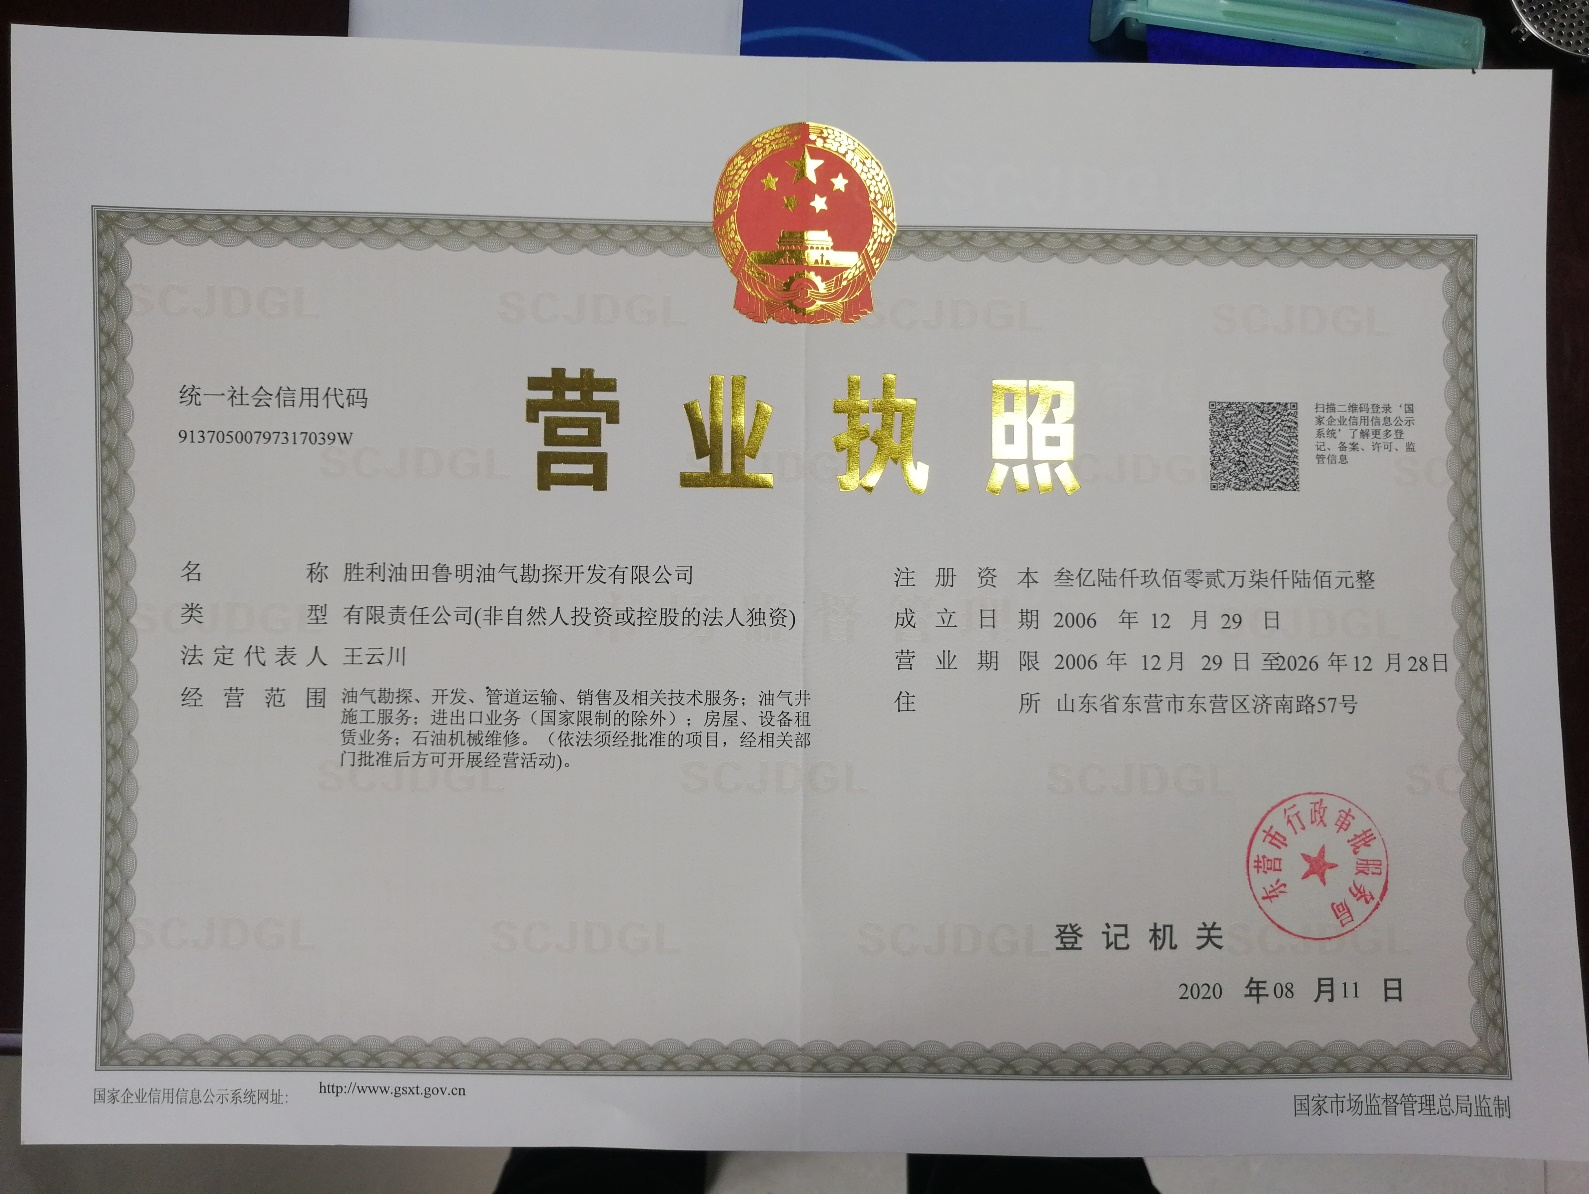 营业执照
统一社会信用代码
91370500797317039W
扫描二维码登录‘国
家企业信用信息公示
系统’了解更多登
记、备案、许可、监
管信息
名称 胜利油田鲁明油气勘探开发有限公司
类型 有限责任公司(非自然人投资或控股的法人独资)
法定代表人 王云川
经营范围 油气勘探、开发、管道运输、销售及相关技术服务；油气井
施工服务；进出口业务（国家限制的除外）；房屋、设备租
赁业务；石油机械维修。（依法须经批准的项目，经相关部
门批准后方可开展经营活动)。
注册资本 叁亿陆仟玖佰零贰万柒仟陆佰元整
成立日期 2006 年 12 月 29 日
营业期限 2006 年 12月 29 日 至2026 年12 月28日
住所 山东省东营市东营区济南路57号
东营市行政审批服务局
登记机关
2020 年08 月11 日
国家企业信用信息公示系统网址：
http://www.gsxt.gov.cn
国家市场监督管理总局监制
SCJDGL